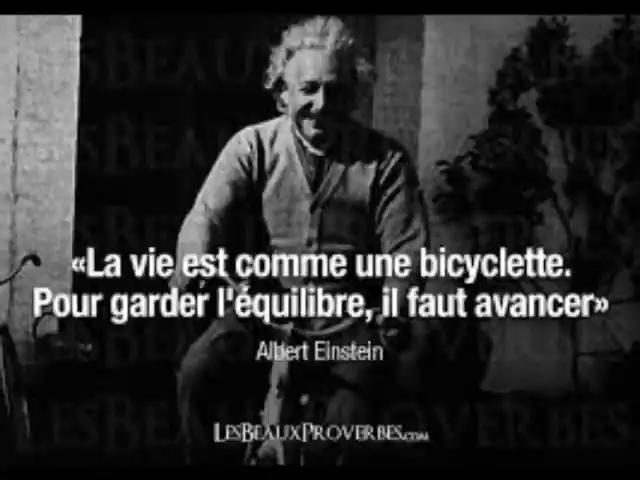 «La vie est comme une bicyclette.
Pour garder l'équilibre, il faut avancer»
Albert Einstein
LESBEAUXPROVERBES.COM